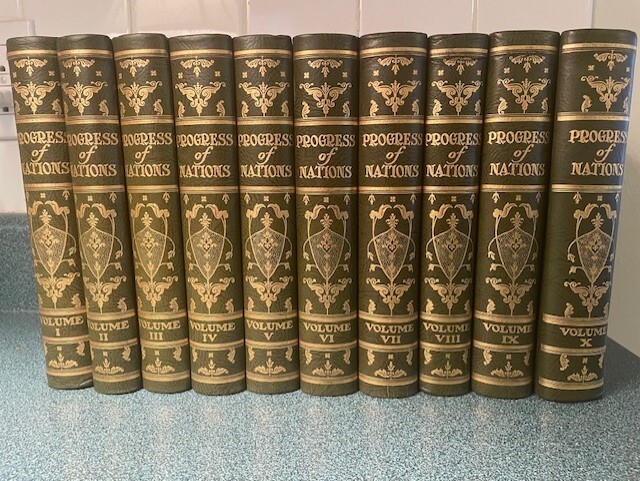 PROGRESS
of
NATIONS
VOLUME
I
PROGRESS
of
NATIONS
VOLUME
II
PROGRESS
of
NATIONS
VOLUME
III
PROGRESS
of
NATIONS
VOLUME
IV
PROGRESS
of
NATIONS
VOLUME
V
PROGRESS
of
NATIONS
VOLUME
VI
PROGRESS
of
NATIONS
VOLUME
VII
PROGRESS
of
NATIONS
VOLUME
VIII
PROGRESS
of
NATIONS
VOLUME
IX
PROGRESS
of
NATIONS
VOLUME
X